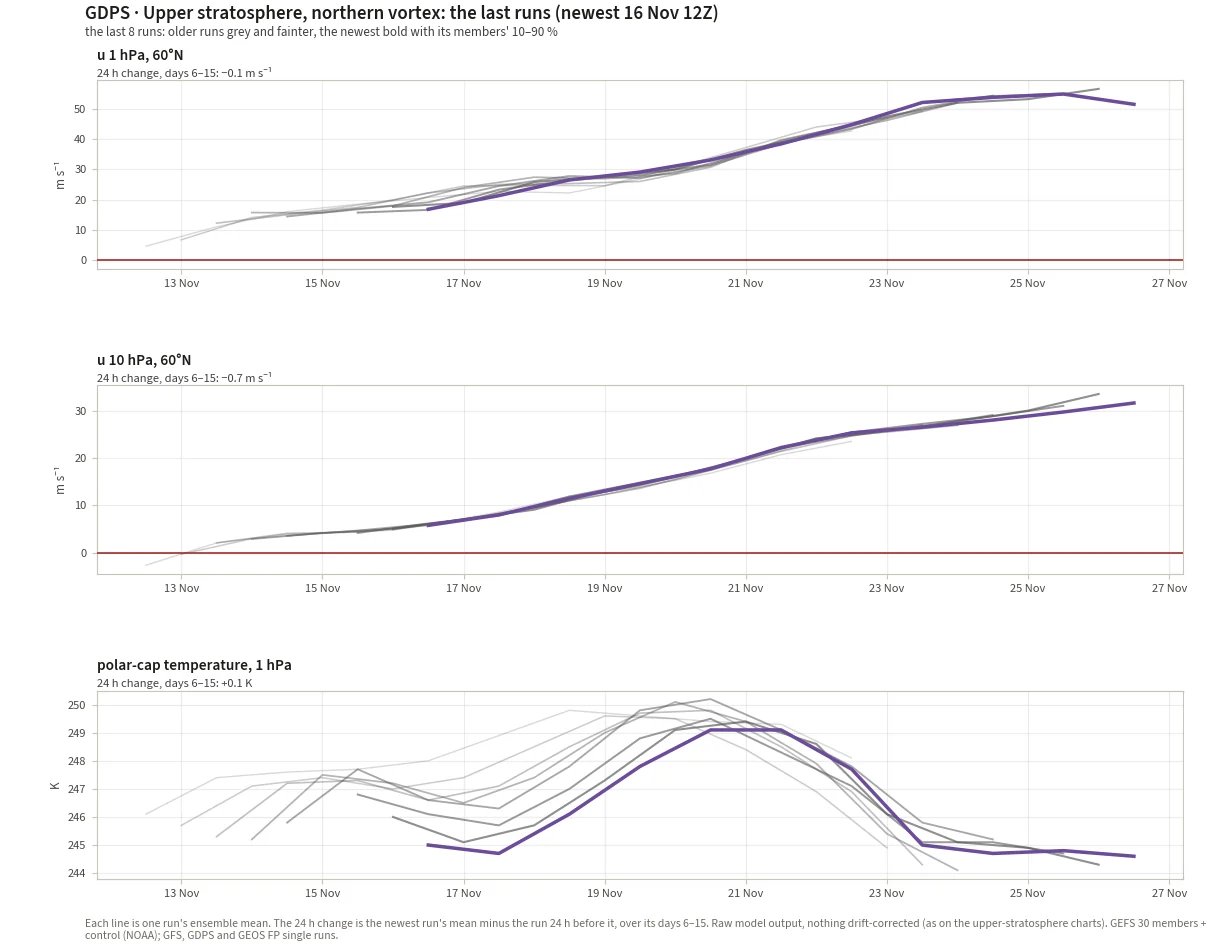 GDPS · Upper stratosphere, northern vortex: the last runs (newest 16 Nov 12Z)
the last 8 runs: older runs grey and fainter, the newest bold with its members' 10–90 %
u 1 hPa, 60°N
24 h change, days 6–15: −0.1 m s⁻¹
50
40
30
20
10
0
m s⁻¹
13 Nov 15 Nov 17 Nov 19 Nov 21 Nov 23 Nov 25 Nov 27 Nov
u 10 hPa, 60°N
24 h change, days 6–15: −0.7 m s⁻¹
30
20
10
0
m s⁻¹
13 Nov 15 Nov 17 Nov 19 Nov 21 Nov 23 Nov 25 Nov 27 Nov
polar-cap temperature, 1 hPa
24 h change, days 6–15: +0.1 K
250
249
248
247
246
245
244
K
13 Nov 15 Nov 17 Nov 19 Nov 21 Nov 23 Nov 25 Nov 27 Nov
Each line is one run's ensemble mean. The 24 h change is the newest run's mean minus the run 24 h before it, over its days 6–15. Raw model output, nothing drift-corrected (as on the upper-stratosphere charts). GEFS 30 members +
control (NOAA); GFS, GDPS and GEOS FP single runs.